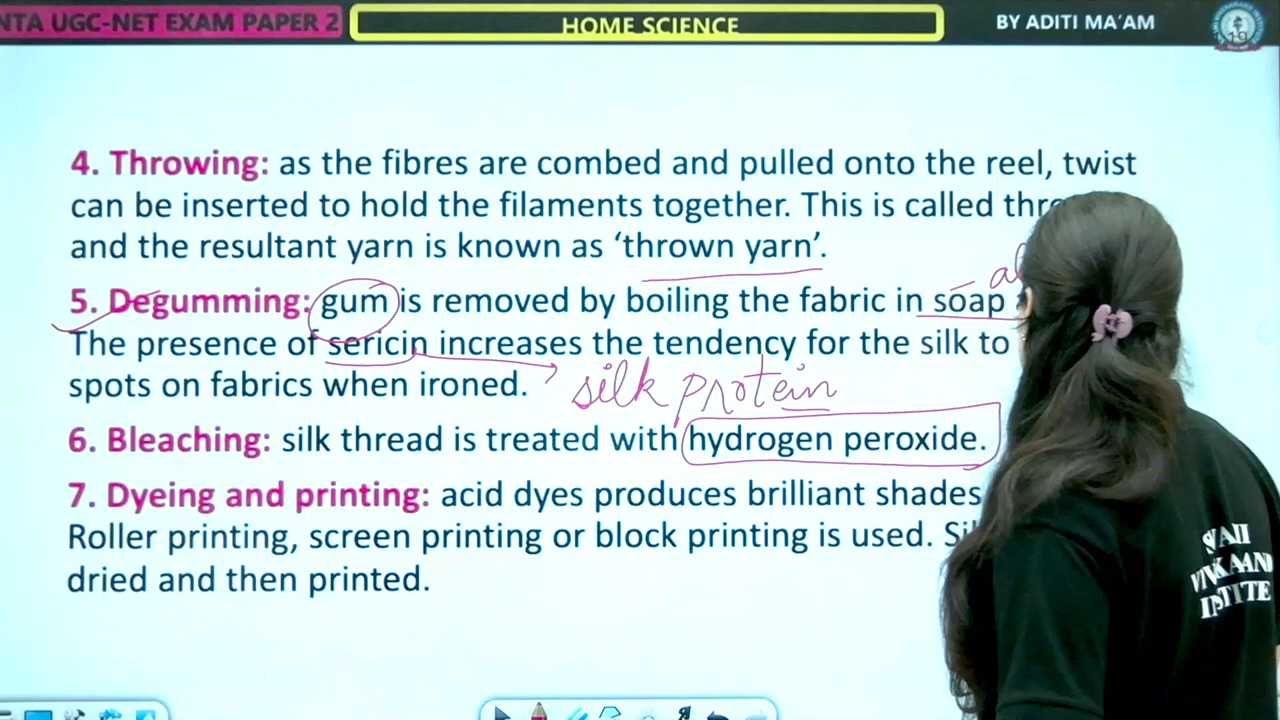 NTA UGC-NET EXAM PAPER 2
HOME SCIENCE
BY ADITI MA'AM
19
4. Throwing: as the fibres are combed and pulled onto the reel, twist
can be inserted to hold the filaments together. This is called
and the resultant yarn is known as ‘thrown yarn’.
5. Degumming: gum is removed by boiling the fabric in soap
The presence of sericin increases the tendency for the silk to
spots on fabrics when ironed.
silk protein
6. Bleaching: silk thread is treated with hydrogen peroxide.
7. Dyeing and printing: acid dyes produces brilliant shades
Roller printing, screen printing or block printing is used.
dried and then printed.